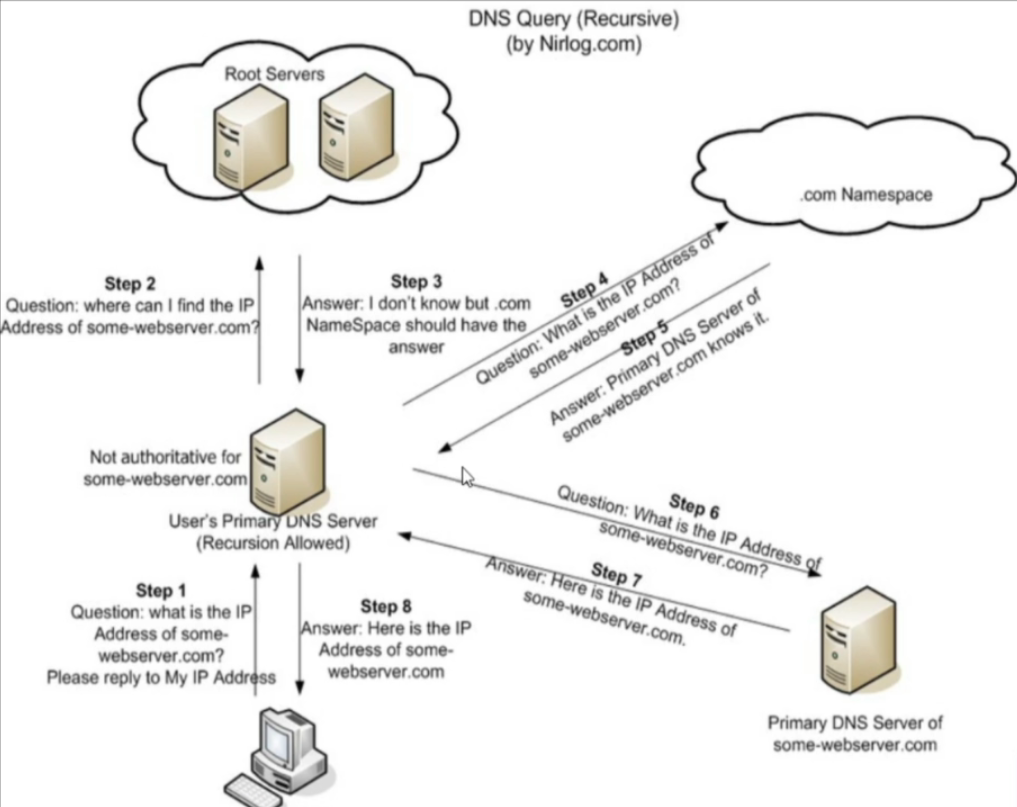 DNS Query (Recursive)
(by Nirlog.com)
Root Servers
.com Namespace
Step 2
Question: where can I find the IP
Address of some-webserver.com?
Step 3
Answer: I don't know but .com
NameSpace should have the
answer
Step 4
Question: What is the IP Address of
some-webserver.com?
Step 5
Answer: Primary DNS Server of
some-webserver.com knows it.
Not authoritative for
some-webserver.com
User's Primary DNS Server
(Recursion Allowed)
Step 6
Question: What is the IP Address of
some-webserver.com?
Step 7
Answer: Here is the IP Address of
some-webserver.com.
Step 1
Question: what is the IP
Address of some-
webserver.com?
Please reply to My IP Address
Step 8
Answer: Here is the IP
Address of some-
webserver.com
Primary DNS Server of
some-webserver.com